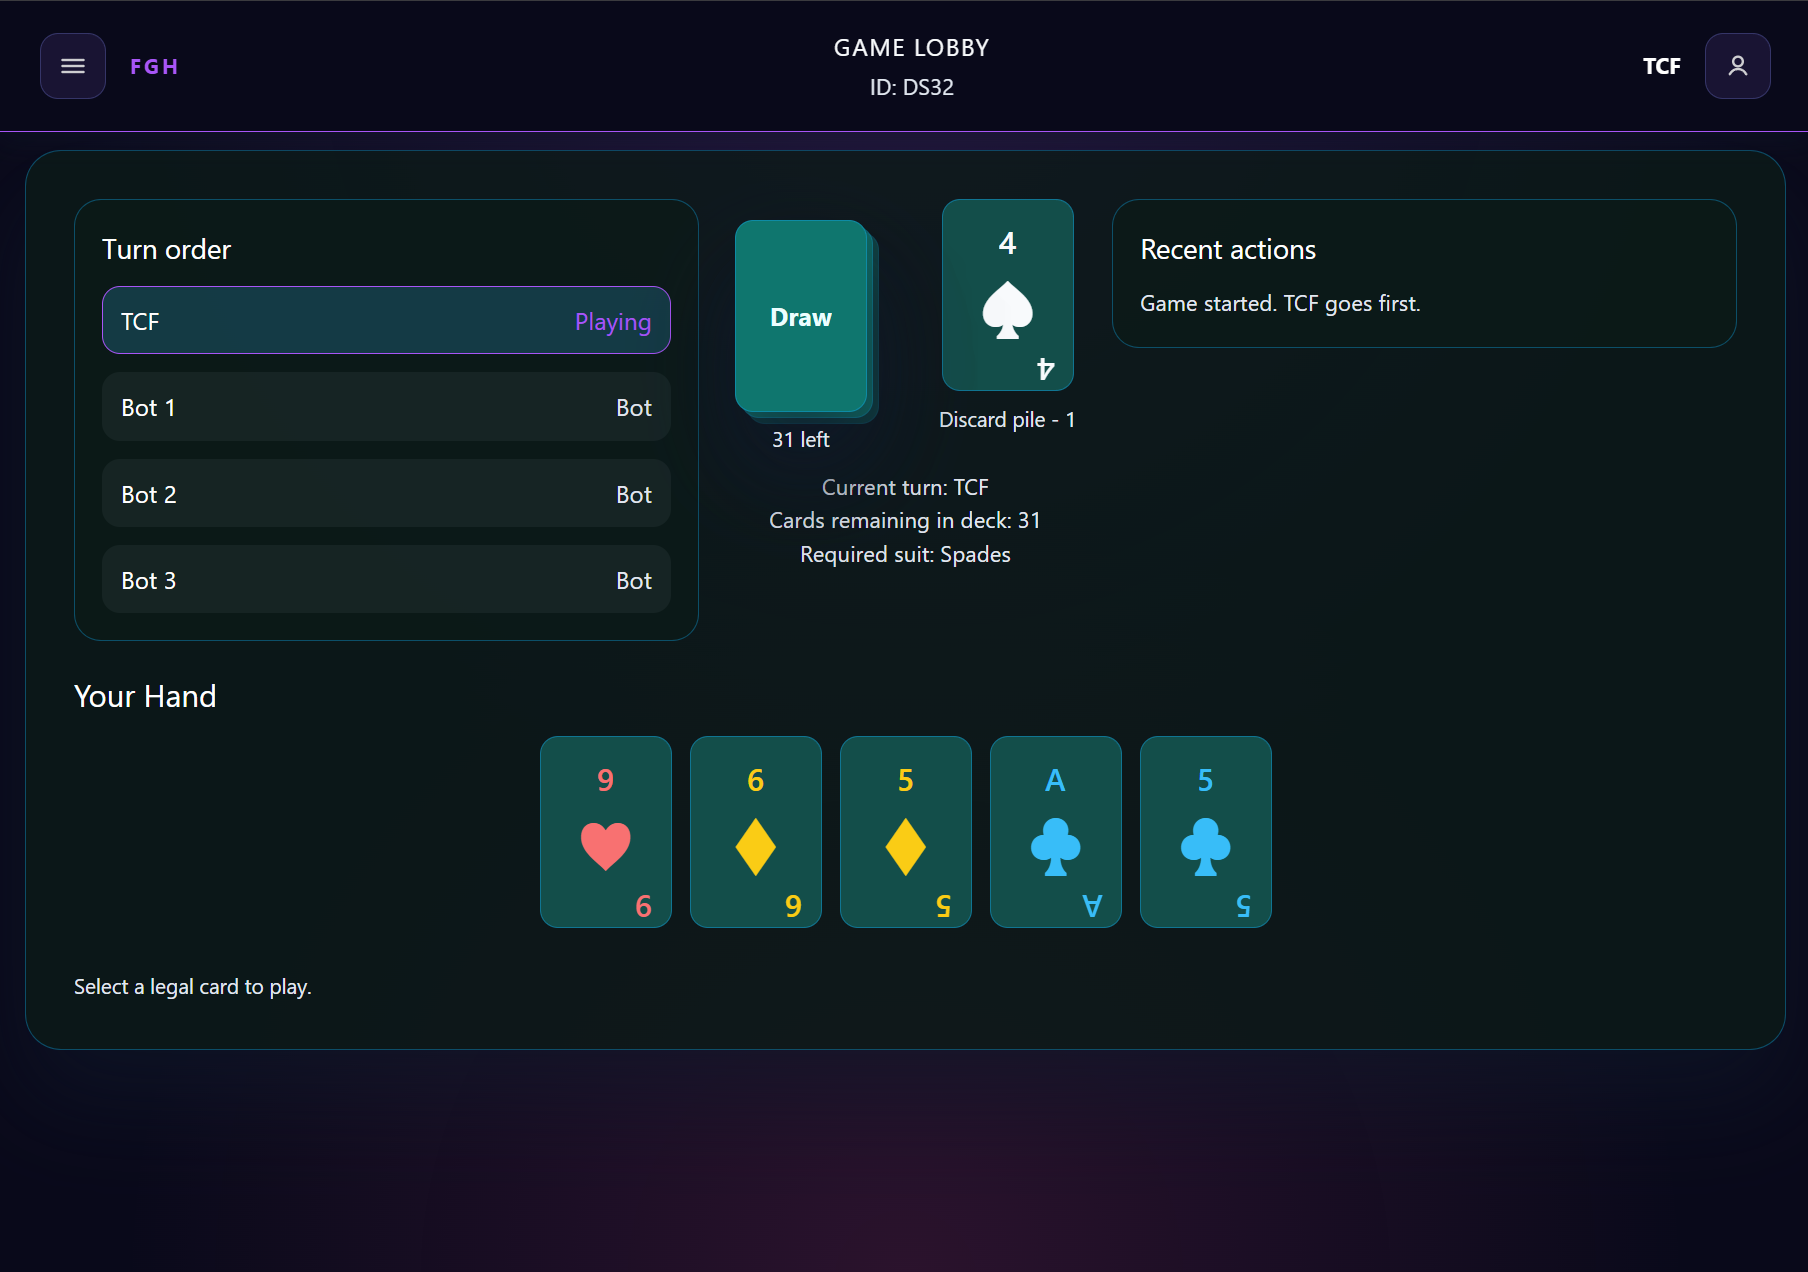 FGH
GAME LOBBY
ID: DS32
TCF
Turn order
TCF Playing
Bot 1 Bot
Bot 2 Bot
Bot 3 Bot
Draw
31 left
4
4
Discard pile - 1
Current turn: TCF
Cards remaining in deck: 31
Required suit: Spades
Recent actions
Game started. TCF goes first.
Your Hand
9
9
6
6
5
5
A
A
5
5
Select a legal card to play.